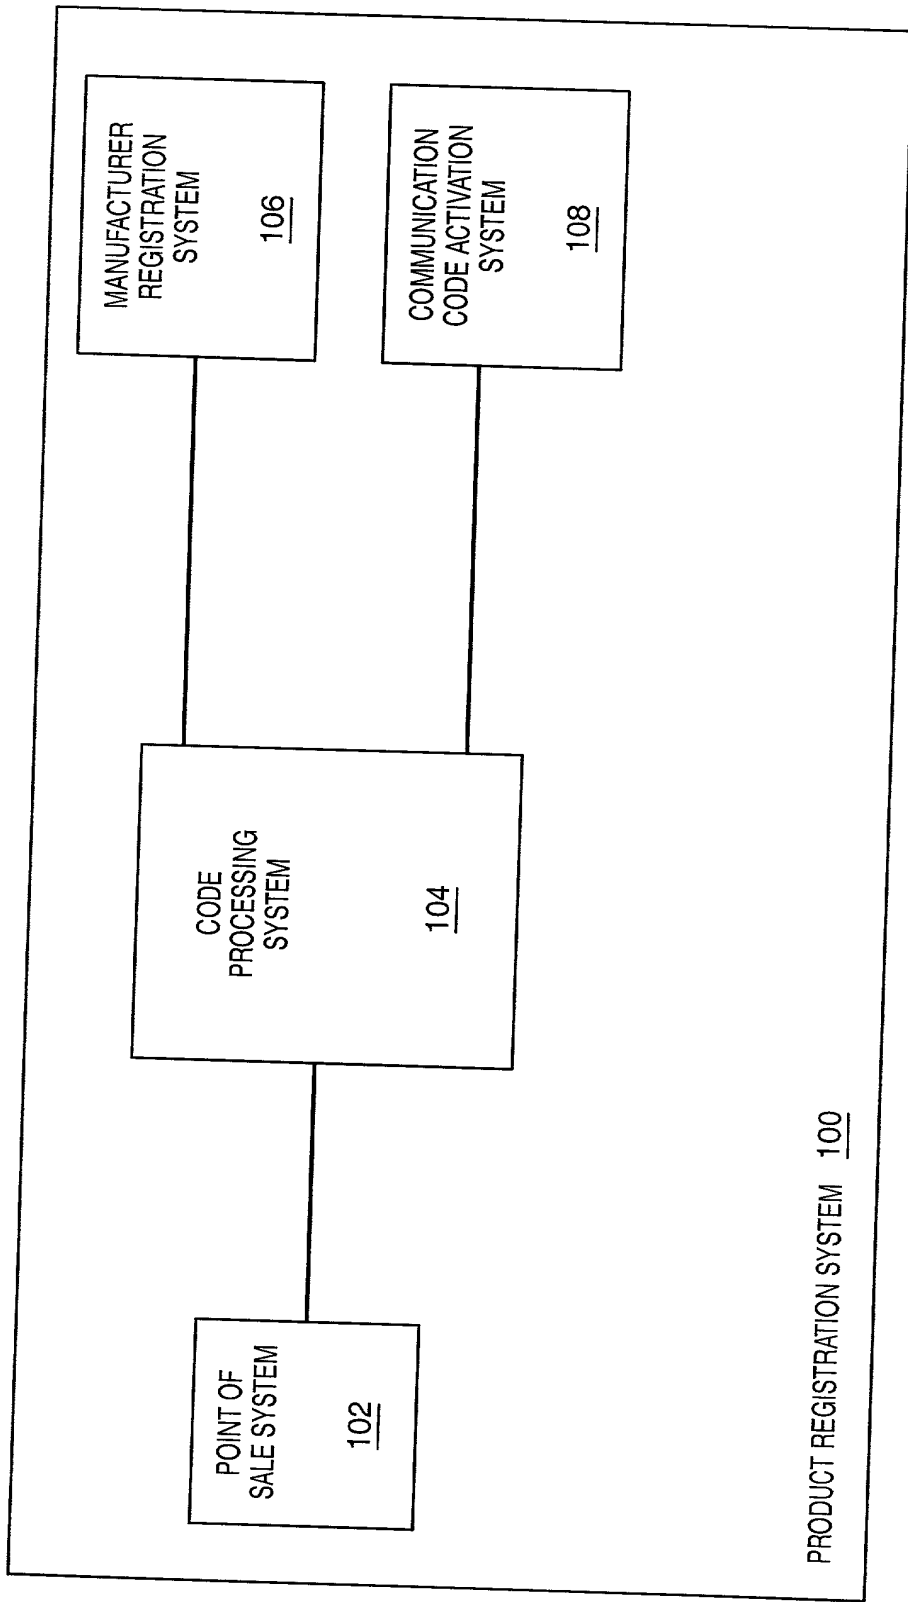 POINT OF
SALE SYSTEM
102
CODE
PROCESSING
SYSTEM
104
MANUFACTURER
REGISTRATION
SYSTEM
106
COMMUNICATION
CODE ACTIVATION
SYSTEM
108
PRODUCT REGISTRATION SYSTEM 100